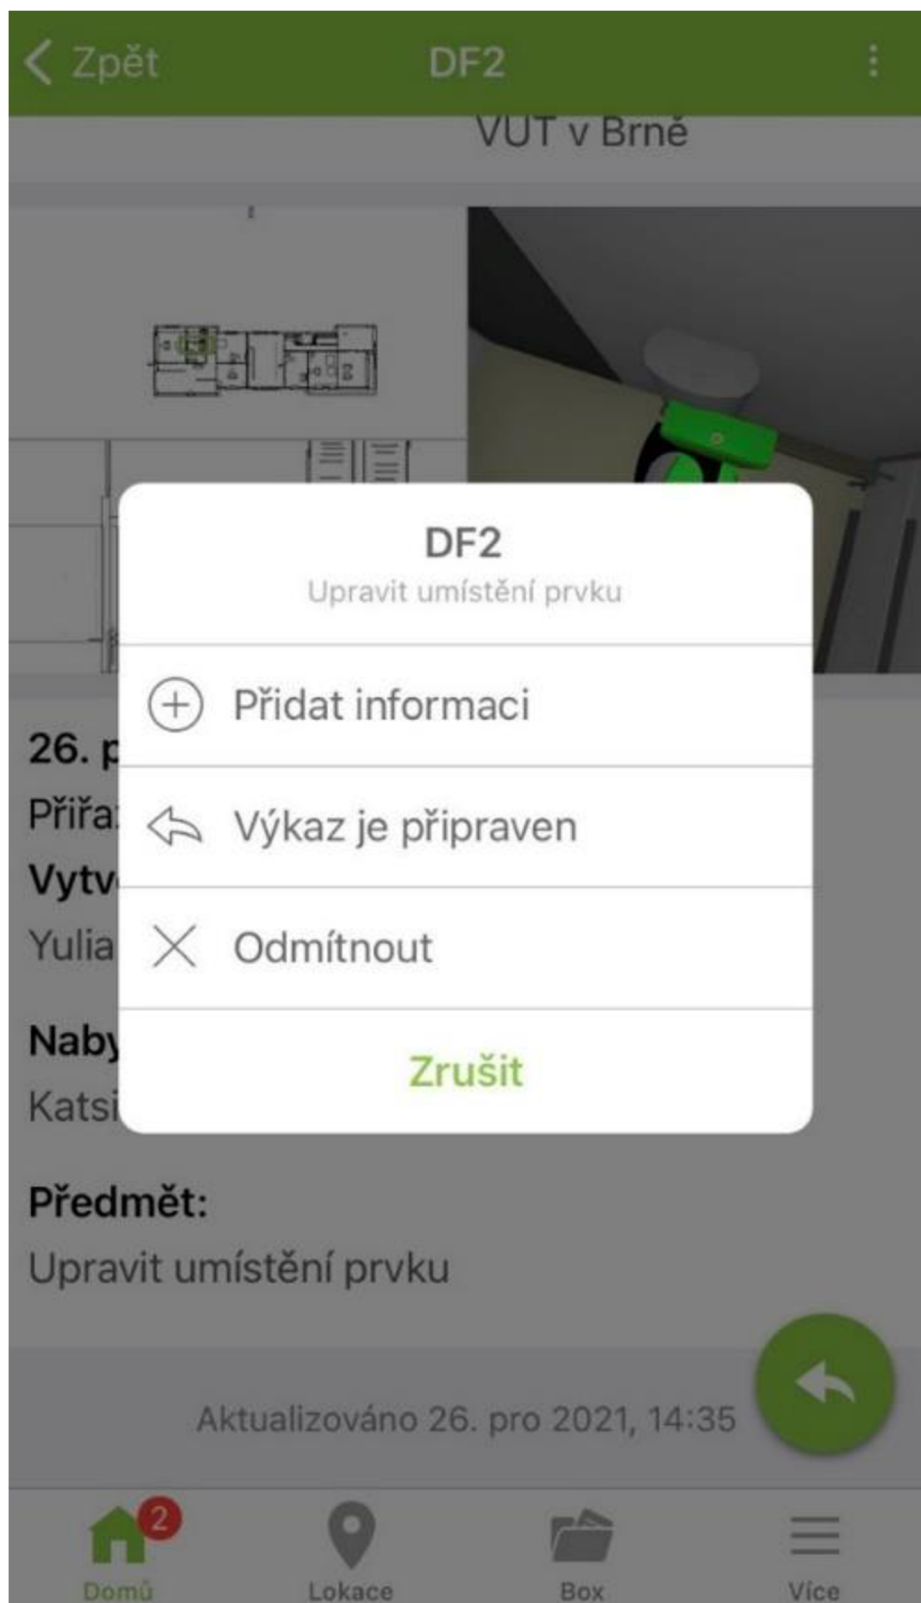 Zpět
DF2
VUT v Brně
DF2
Upravit umístění prvku
Přidat informaci
26. p
Přiřa
Výkaz je připraven
Vytv
Yulia
Odmítnout
Naby
Zrušit
Katsi
Předmět:
Upravit umístění prvku
Aktualizováno 26. pro 2021, 14:35
2
Domů
Lokace
Box
Více